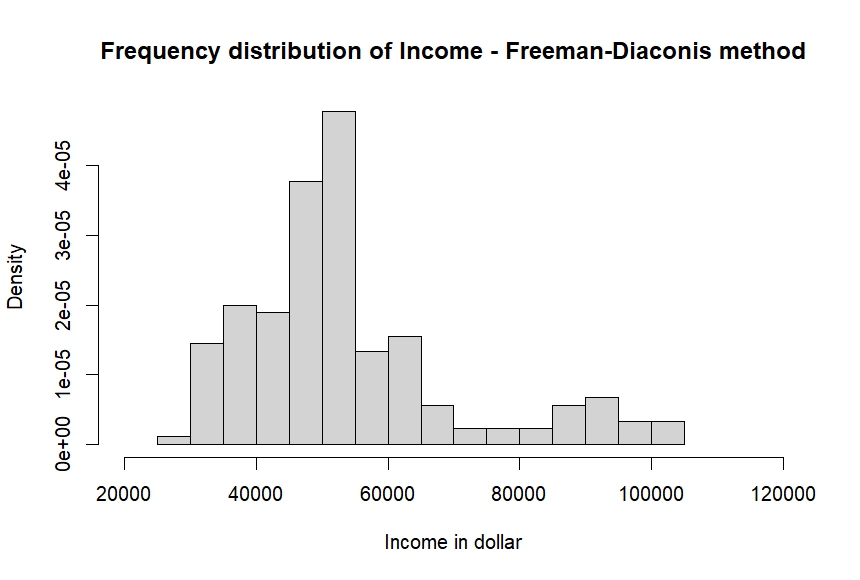 Frequency distribution of Income - Freeman-Diaconis method
Density
4e-05
3e-05
2e-05
1e-05
0e+00
20000 40000 60000 80000 100000 120000
Income in dollar